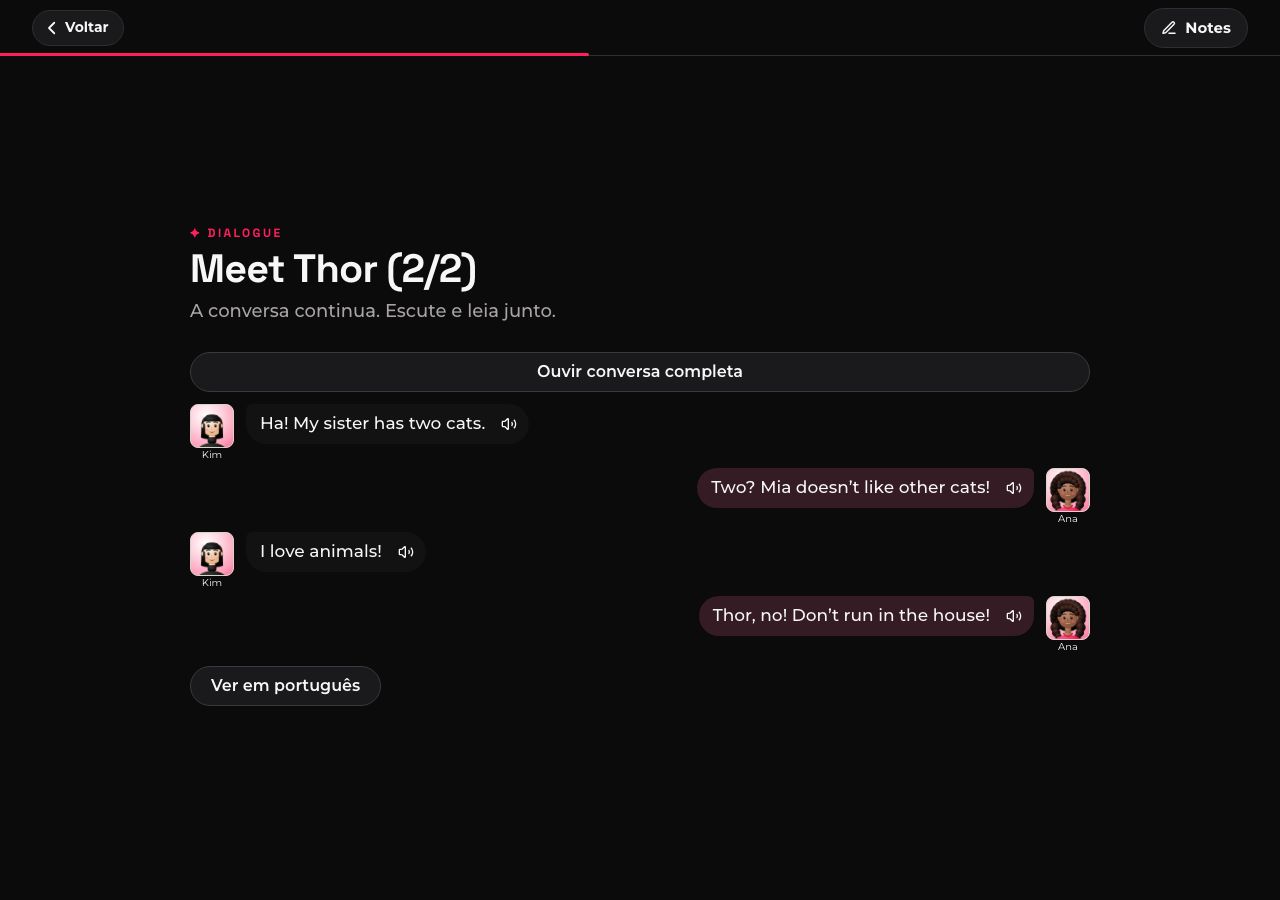 Voltar
Notes
DIALOGUE
Meet Thor (2/2)
A conversa continua. Escute e leia junto.
Ouvir conversa completa
Ha! My sister has two cats.
Kim
Two? Mia doesn’t like other cats!
Ana
I love animals!
Kim
Thor, no! Don’t run in the house!
Ana
Ver em português